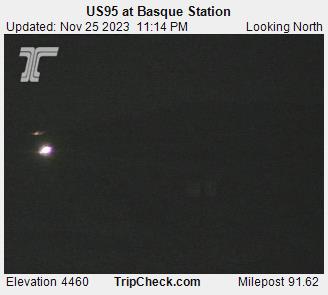 US95 at Basque Station
Updated: Nov 25 2023 11:14 PM Looking North
Elevation 4460 TripCheck.com Milepost 91.62